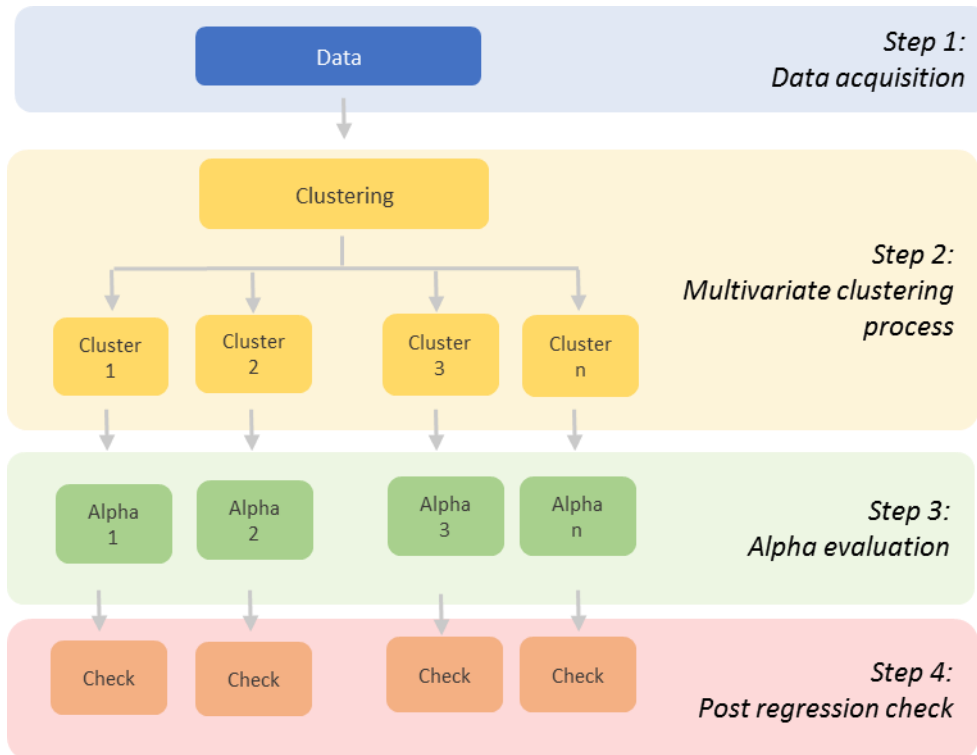 Data
Step 1:
Data acquisition
Clustering
Step 2:
Multivariate clustering
process
Cluster
1
Cluster
2
Cluster
3
Cluster
n
Alpha
1
Alpha
2
Alpha
3
Alpha
n
Step 3:
Alpha evaluation
Check
Check
Check
Check
Step 4:
Post regression check